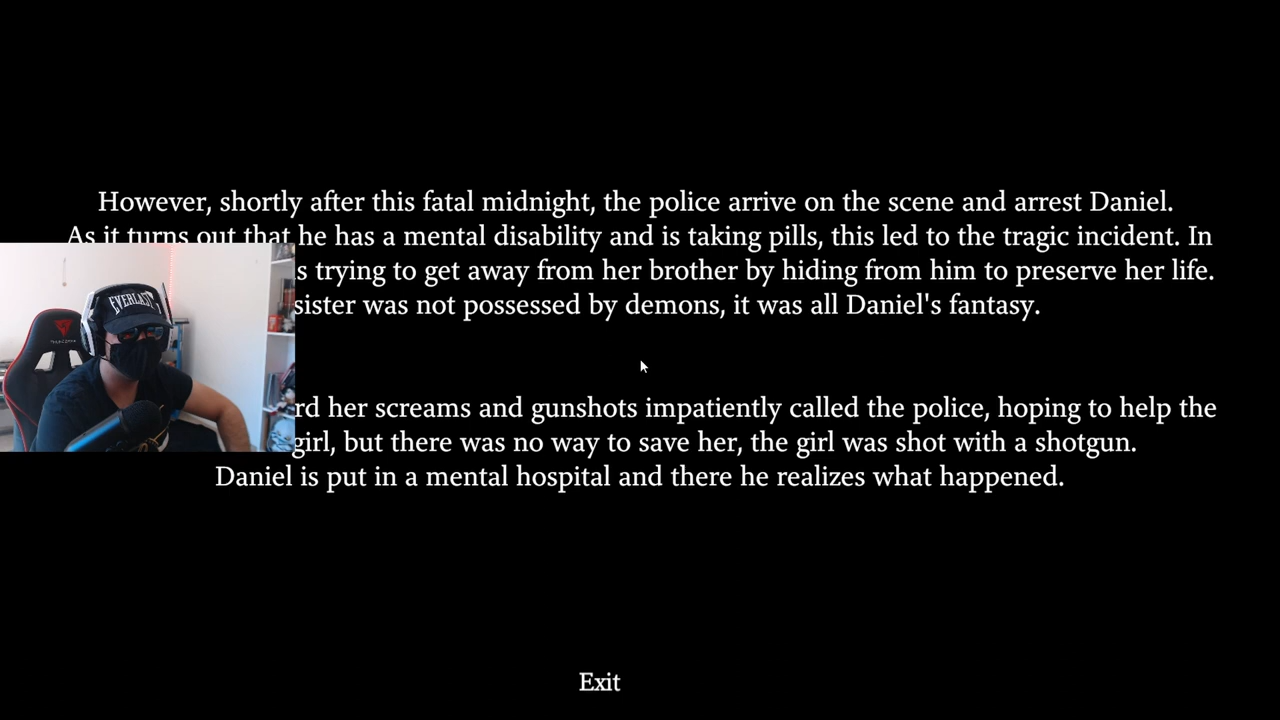 However, shortly after this fatal midnight, the police arrive on the scene and arrest Daniel.
As it turns out that he has a mental disability and is taking pills, this led to the tragic incident. In
s trying to get away from her brother by hiding from him to preserve her life.
sister was not possessed by demons, it was all Daniel's fantasy.
EVERLAST
rd her screams and gunshots impatiently called the police, hoping to help the
girl, but there was no way to save her, the girl was shot with a shotgun.
Daniel is put in a mental hospital and there he realizes what happened.
Exit